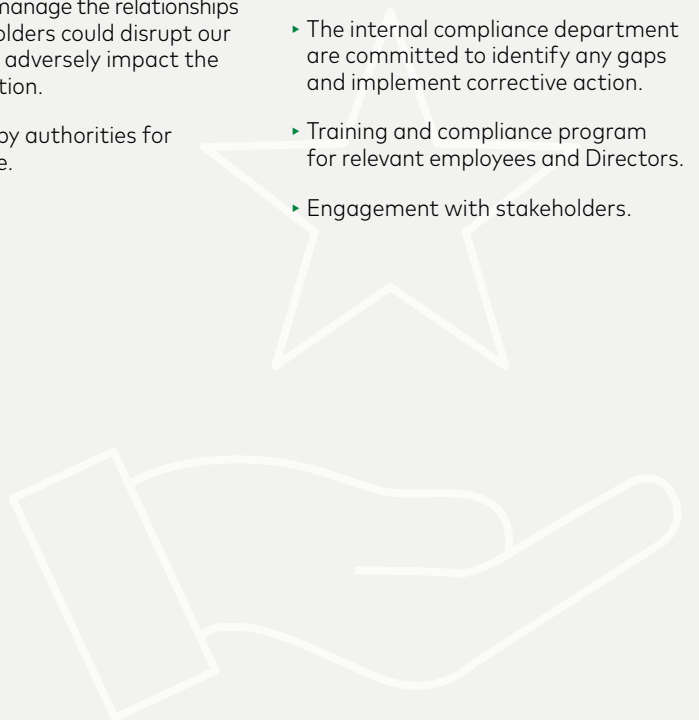 manage the relationships
olders could disrupt our
adversely impact the
tion.
by authorities for
e.
The internal compliance department
are committed to identify any gaps
and implement corrective action.
Training and compliance program
for relevant employees and Directors.
Engagement with stakeholders.